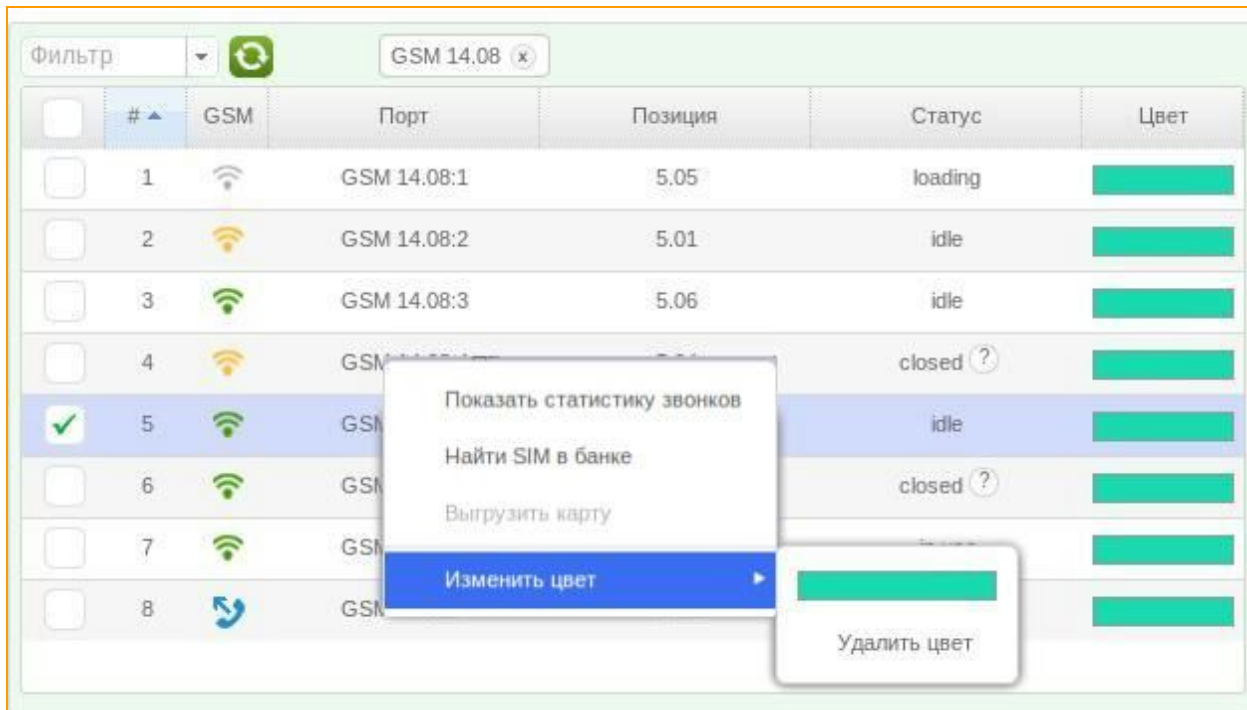 Фильтр GSM 14.08 x
# GSM Порт Позиция Статус Цвет
1 GSM 14.08:1 5.05 loading
2 GSM 14.08:2 5.01 idle
3 GSM 14.08:3 5.06 idle
4 closed ?
Показать статистику звонков
5 idle
Найти SIM в банке
6 closed ?
Выгрузить карту
7
Изменить цвет
8
Удалить цвет